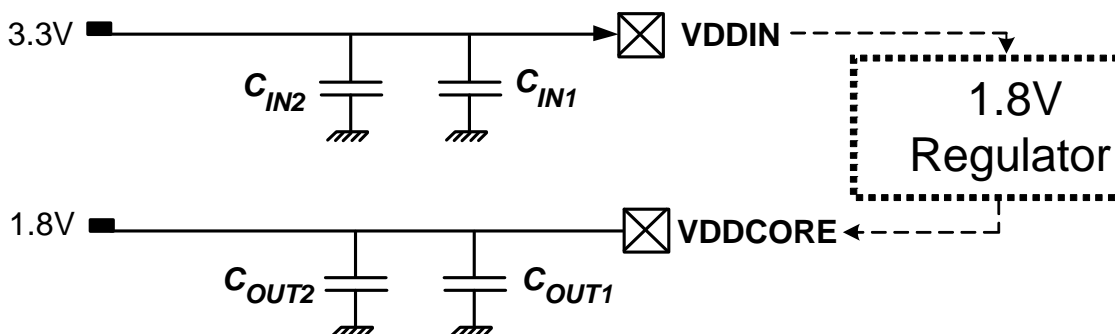 3.3V
VDDIN
C_IN2
C_IN1
1.8V
Regulator
1.8V
VDDCORE
C_OUT2
C_OUT1